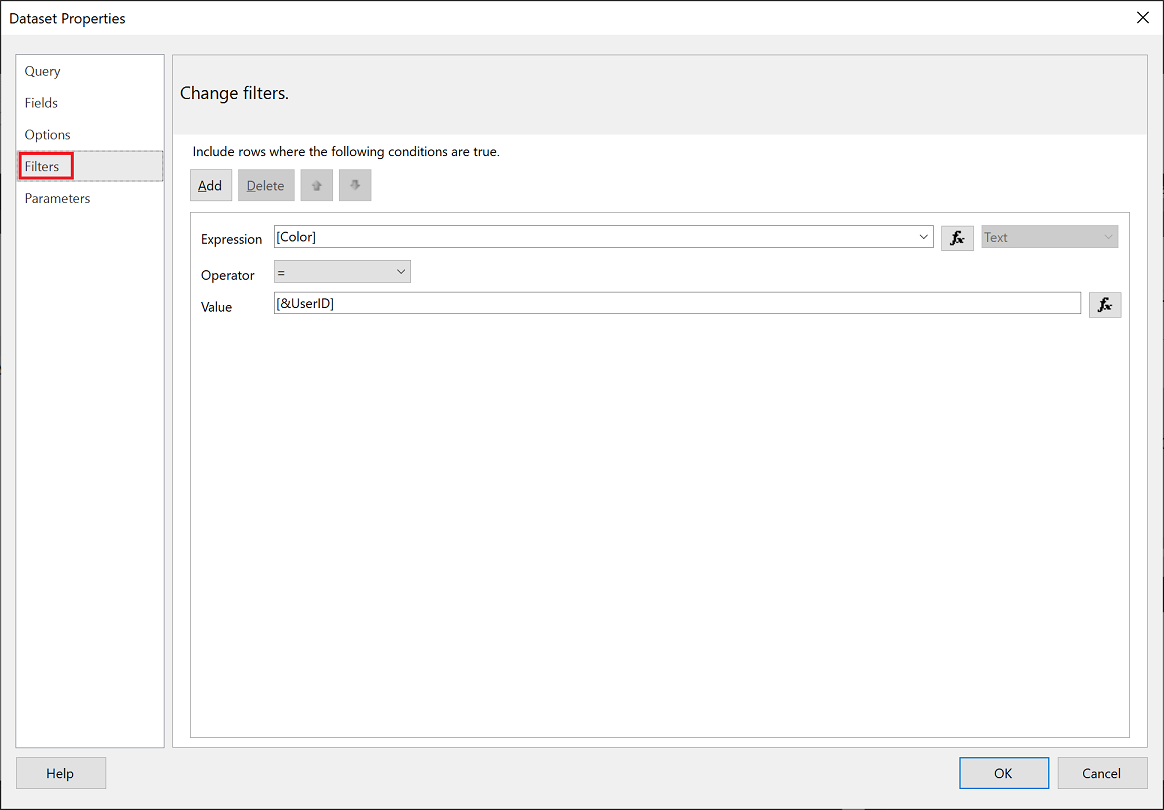 Dataset Properties
Query
Fields
Options
Filters
Parameters
Change filters.
Include rows where the following conditions are true.
Add Delete
Expression [Color] fx Text
Operator =
Value [&UserID] fx
Help OK Cancel